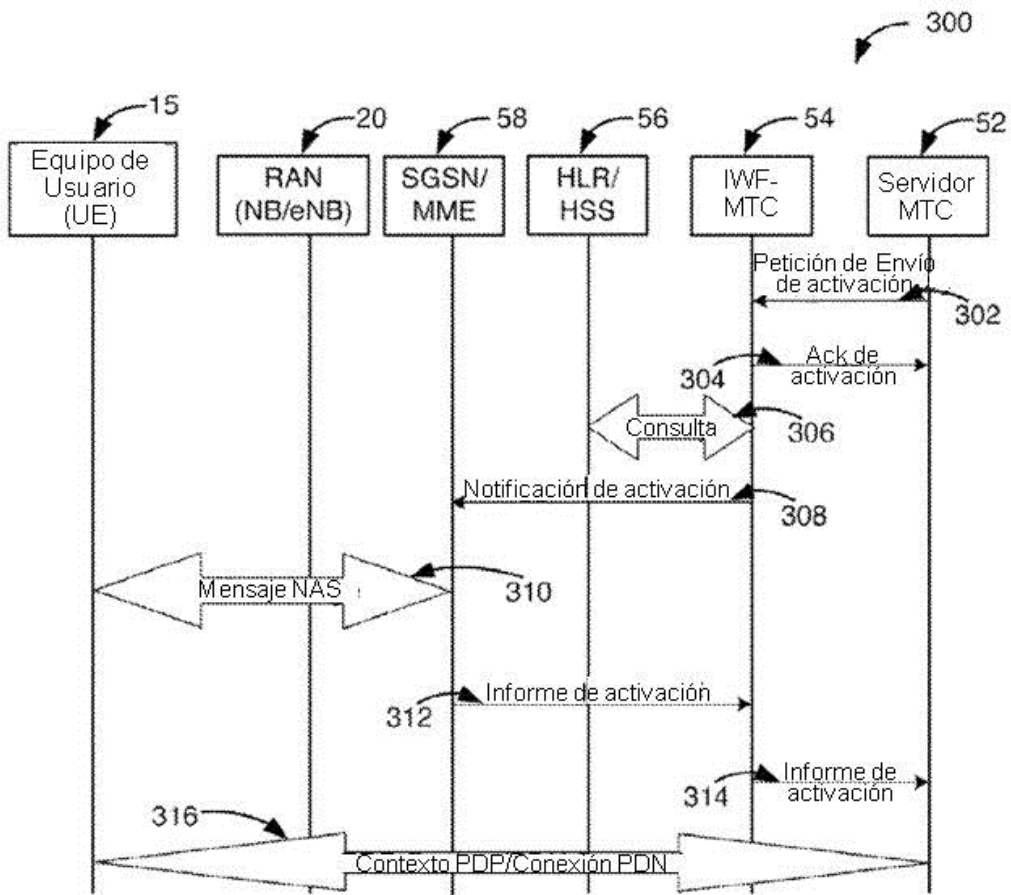 300
15
20
58
56
54
52
Equipo de
Usuario
(UE)
RAN
(NB/eNB)
SGSN/
MME
HLR/
HSS
IWF-
MTC
Servidor
MTC
Petición de Envío
de activación
302
304
Ack de
activación
Consulta
306
Notificación de activación
308
Mensaje NAS
310
312
Informe de activación
314
Informe de
activación
316
Contexto PDP/Conexión PDN